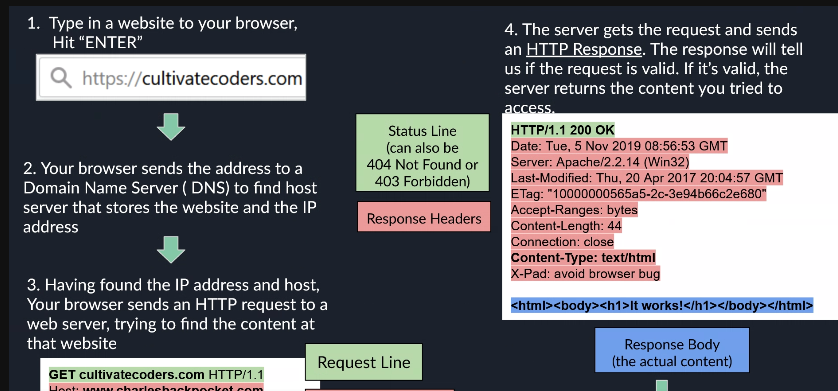 1. Type in a website to your browser,
Hit “ENTER”
https://cultivatecoders.com
2. Your browser sends the address to a
Domain Name Server ( DNS) to find host
server that stores the website and the IP
address
3. Having found the IP address and host,
Your browser sends an HTTP request to a
web server, trying to find the content at
that website
GET cultivatecoders.com HTTP/1.1
Host: www.charlesbackpocket.com
Request Line
4. The server gets the request and sends
an HTTP Response. The response will tell
us if the request is valid. If it's valid, the
server returns the content you tried to
access.
Status Line
(can also be
404 Not Found or
403 Forbidden)
Response Headers
HTTP/1.1 200 OK
Date: Tue, 5 Nov 2019 08:56:53 GMT
Server: Apache/2.2.14 (Win32)
Last-Modified: Thu, 20 Apr 2017 20:04:57 GMT
ETag: "10000000565a5-2c-3e94b66c2e680"
Accept-Ranges: bytes
Content-Length: 44
Connection: close
Content-Type: text/html
X-Pad: avoid browser bug
<html><body><h1>It works!</h1></body></html>
Response Body
(the actual content)